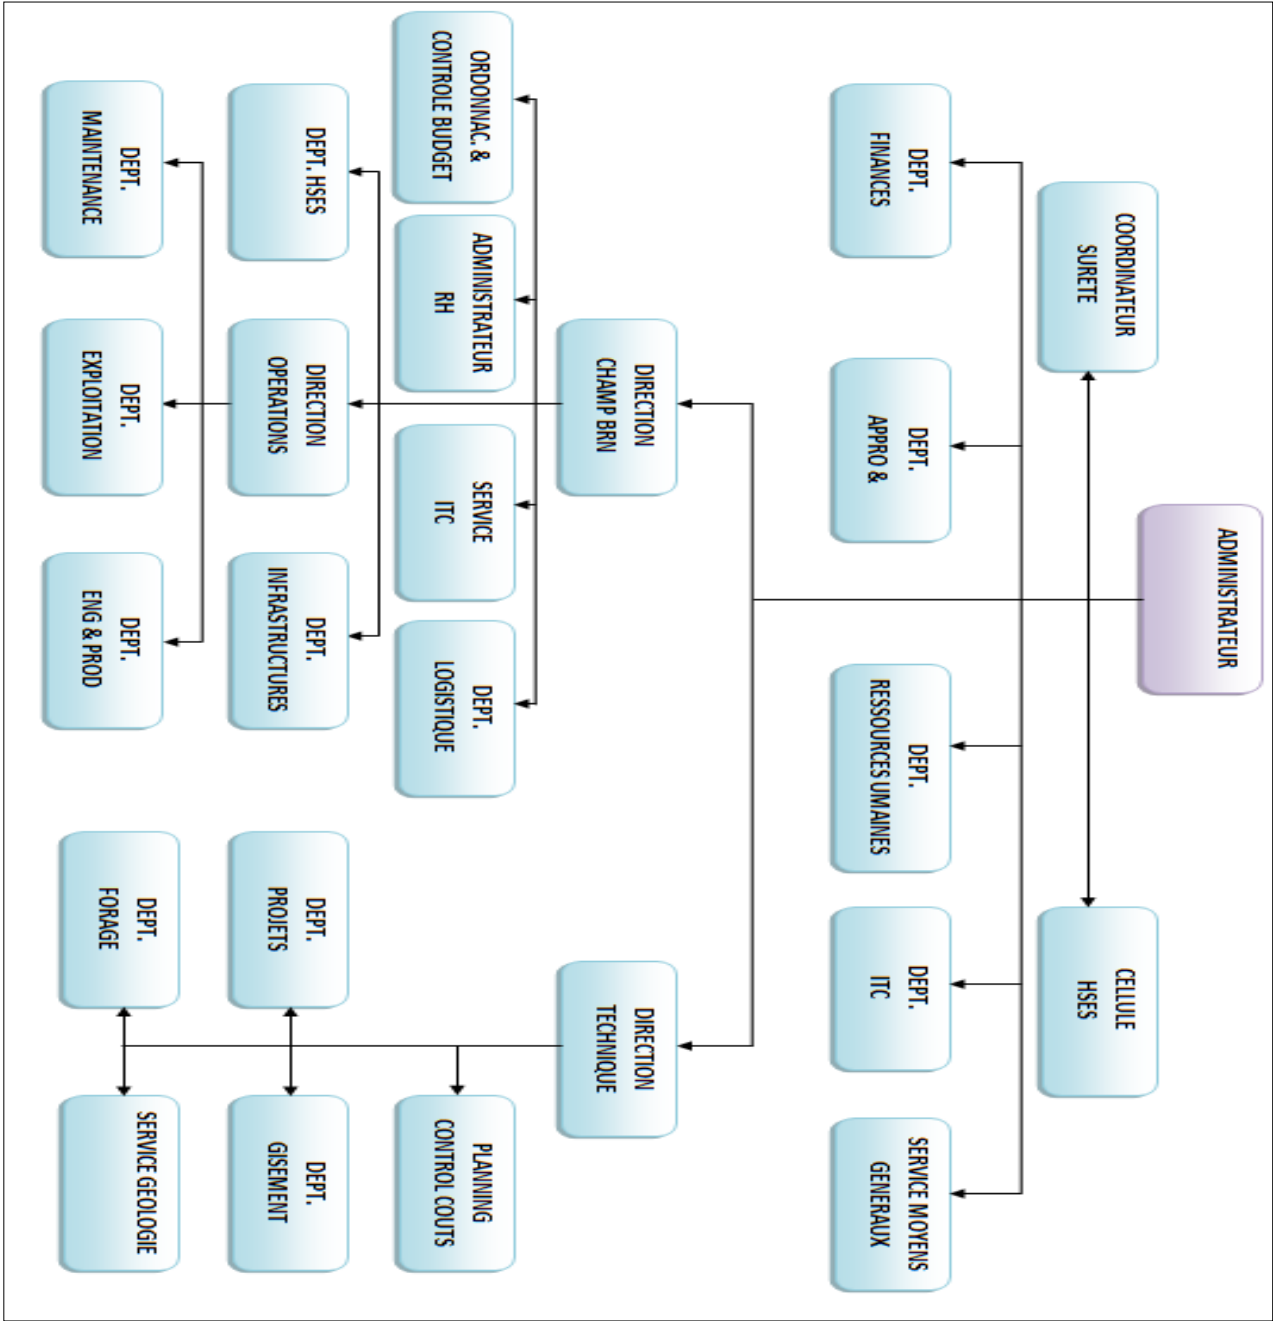 ADMINISTRATEUR
COORDINATEUR
SURETE
CELLULE
HSES
DEPT.
FINANCES
DEPT.
APPRO &
DEPT.
RESSOURCES UMAINES
DEPT.
ITC
SERVICE MOYENS
GENERAUX
DIRECTION
CHAMP BRN
DIRECTION
TECHNIQUE
ORDONNAC. &
CONTROLE BUDGET
ADMINISTRATEUR
RH
SERVICE
ITC
DEPT.
LOGISTIQUE
PLANNING
CONTROL COUTS
DEPT. HSES
DIRECTION
OPERATIONS
DEPT.
INFRASTRUCTURES
DEPT.
PROJETS
DEPT.
GISEMENT
DEPT.
MAINTENANCE
DEPT.
EXPLOITATION
DEPT.
ENG & PROD
DEPT.
FORAGE
SERVICE GEOLOGIE